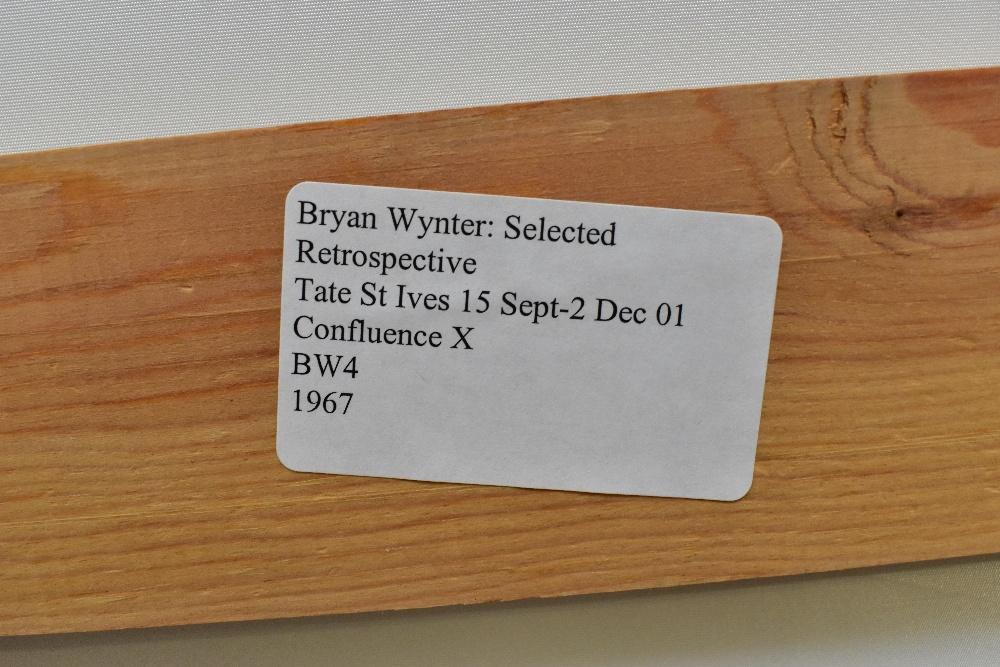 Bryan Wynter: Selected
Retrospective
Tate St Ives 15 Sept-2 Dec 01
Confluence X
BW4
1967